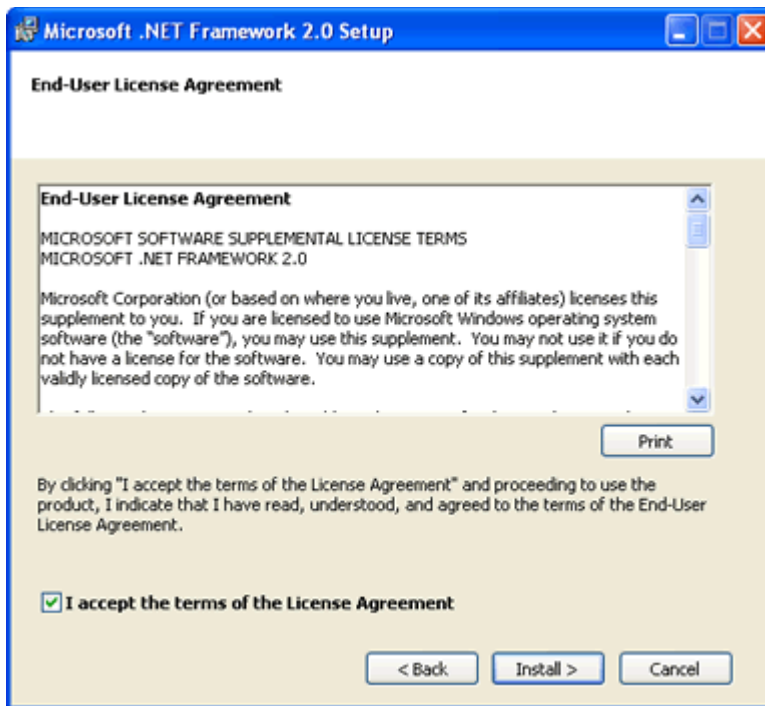 Microsoft .NET Framework 2.0 Setup
End-User License Agreement
End-User License Agreement
MICROSOFT SOFTWARE SUPPLEMENTAL LICENSE TERMS
MICROSOFT .NET FRAMEWORK 2.0
Microsoft Corporation (or based on where you live, one of its affiliates) licenses this
supplement to you. If you are licensed to use Microsoft Windows operating system
software (the "software"), you may use this supplement. You may not use it if you do
not have a license for the software. You may use a copy of this supplement with each
validly licensed copy of the software.
Print
By clicking "I accept the terms of the License Agreement" and proceeding to use the
product, I indicate that I have read, understood, and agreed to the terms of the End-User
License Agreement.
I accept the terms of the License Agreement
< Back
Install >
Cancel